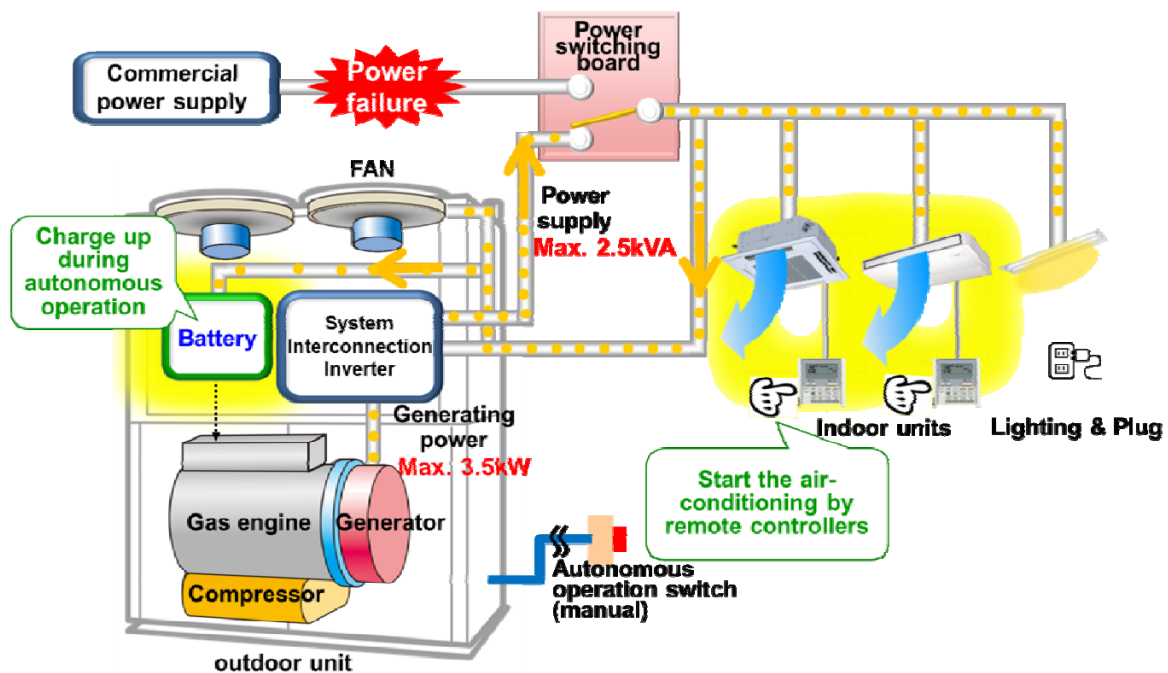 Commercial
power supply
Power
failure
Power
switching
board
FAN
Power
supply
Max. 2.5kVA
Charge up
during
autonomous
operation
Battery
System
Interconnection
Inverter
Generating
power
Max. 3.5kW
Gas engine
Generator
Compressor
outdoor unit
Autonomous
operation switch
(manual)
Indoor units
Lighting & Plug
Start the air-
conditioning by
remote controllers